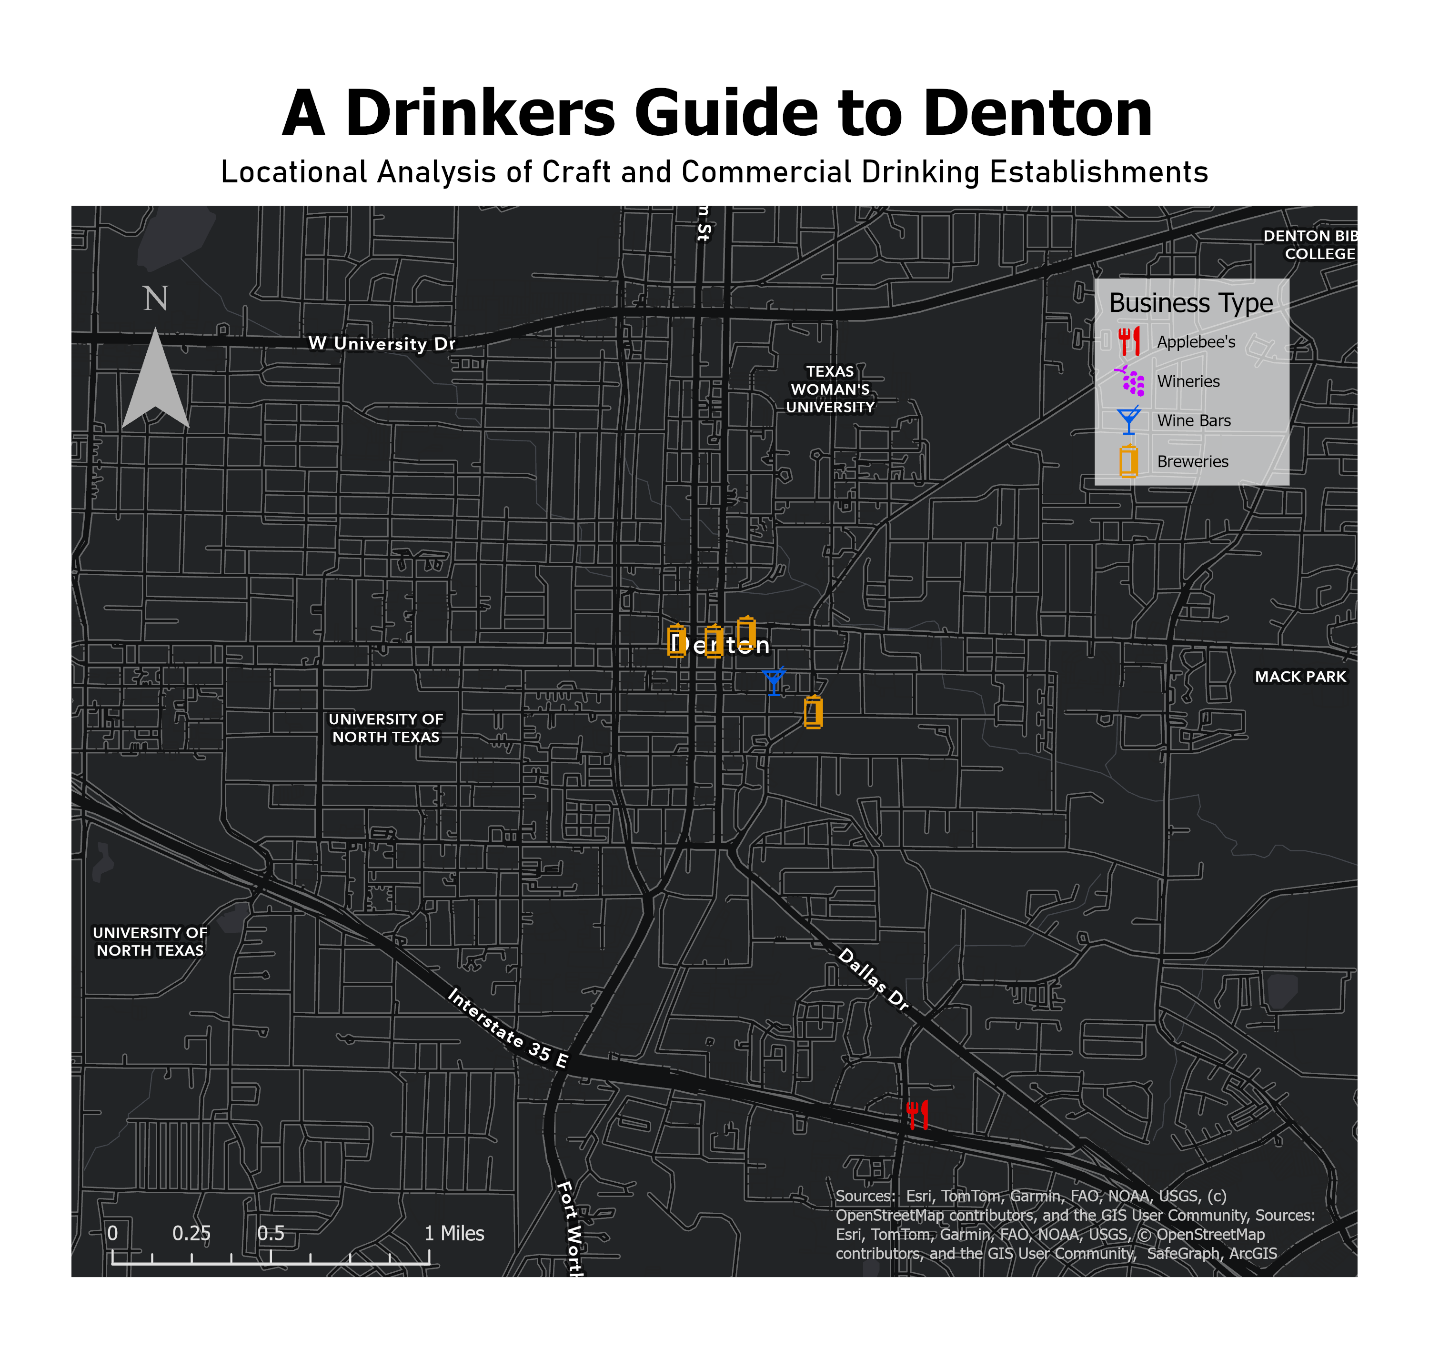 A Drinkers Guide to Denton
Locational Analysis of Craft and Commercial Drinking Establishments
m St
DENTON BIB
COLLEGE
N
Business Type
Applebee's
Wineries
Wine Bars
Breweries
W University Dr
TEXAS
WOMAN'S
UNIVERSITY
Denton
MACK PARK
UNIVERSITY OF
NORTH TEXAS
UNIVERSITY OF
NORTH TEXAS
Dallas Dr
Interstate 35 E
Fort Worth
Sources: Esri, TomTom, Garmin, FAO, NOAA, USGS, (c)
OpenStreetMap contributors, and the GIS User Community, Sources:
Esri, TomTom, Garmin, FAO, NOAA, USGS, © OpenStreetMap
contributors, and the GIS User Community, SafeGraph, ArcGIS
0 0.25 0.5 1 Miles